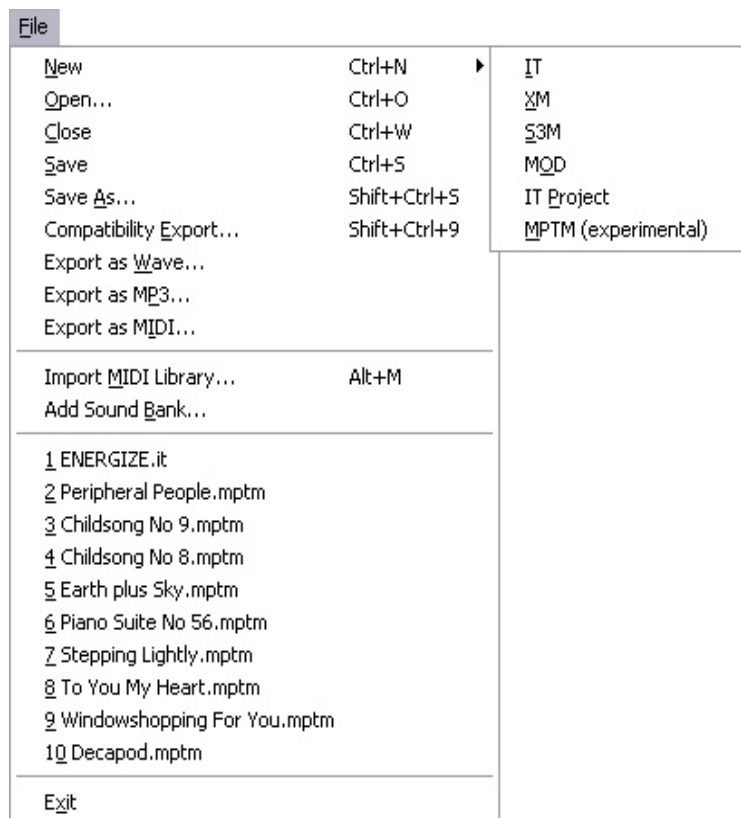 File
New Ctrl+N
Open... Ctrl+O
Close Ctrl+W
Save Ctrl+S
Save As... Shift+Ctrl+S
Compatibility Export... Shift+Ctrl+9
Export as Wave...
Export as MP3...
Export as MIDI...
Import MIDI Library... Alt+M
Add Sound Bank...
1 ENERGIZE.it
2 Peripheral People.mptm
3 Childsong No 9.mptm
4 Childsong No 8.mptm
5 Earth plus Sky.mptm
6 Piano Suite No 56.mptm
7 Stepping Lightly.mptm
8 To You My Heart.mptm
9 Windowshopping For You.mptm
10 Decapod.mptm
Exit
IT
XM
S3M
MOD
IT Project
MPTM (experimental)